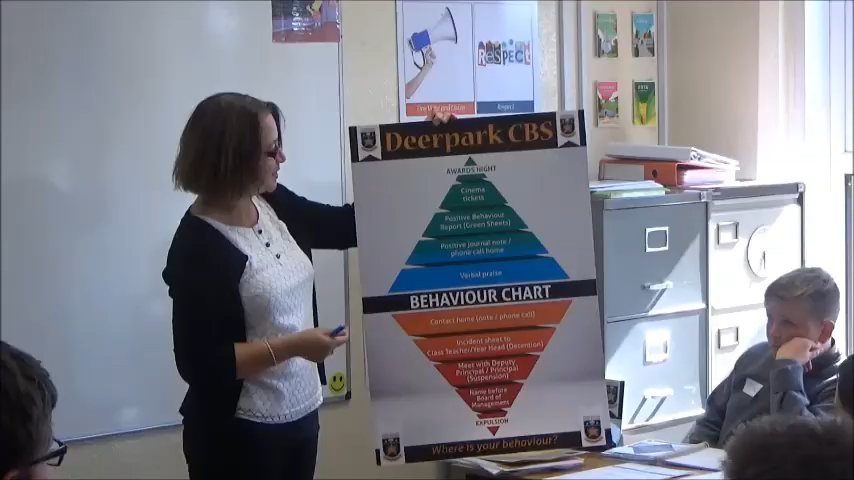 RESPECT
Respect
Deerpark CBS
AWARDS NIGHT
Cinema
tickets
Positive Behaviour
Report (Green Sheets)
Positive journal note /
phone call home
Verbal praise
BEHAVIOUR CHART
Contact home (note / phone call)
Incident sheet to
Class Teacher/Year Head (Detention)
Meet with Deputy
Principal / Principal
(Suspension)
Name before
Board of
Management
EXPULSION
Where is your behaviour?